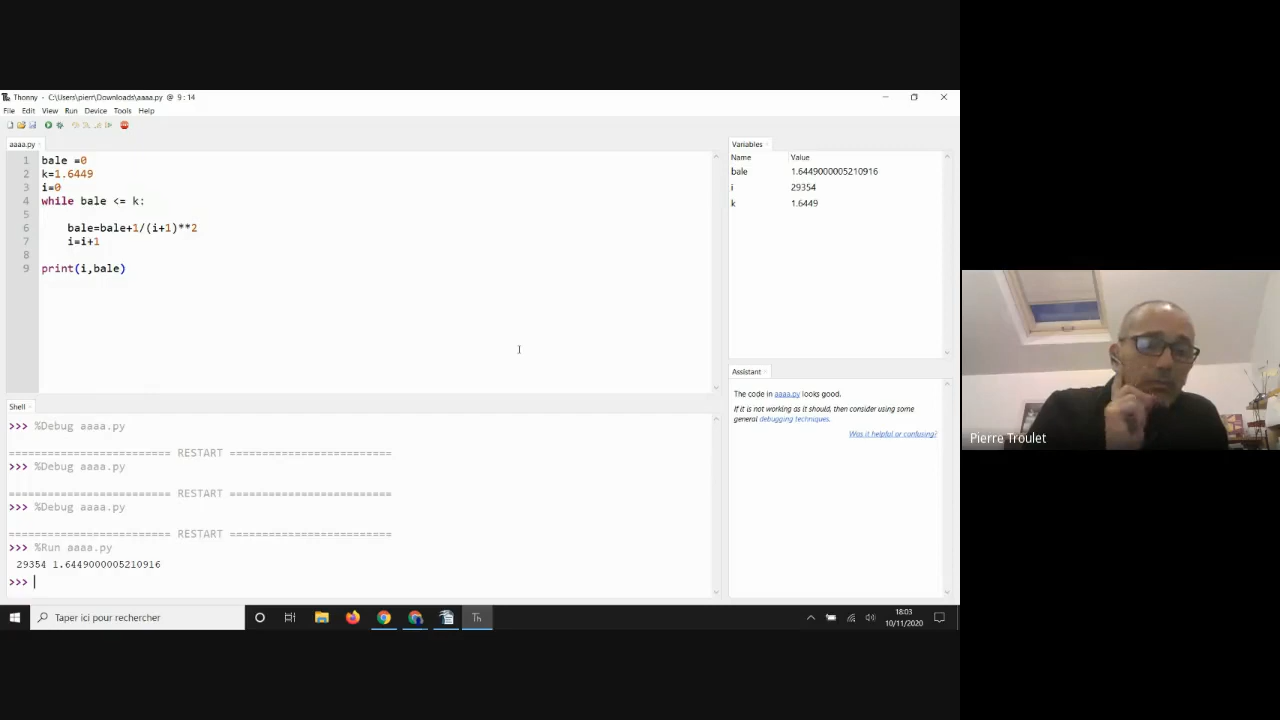 Thonny - C:\Users\pierr\Downloads\aaaa.py @ 9:14
File Edit View Run Device Tools Help
aaaa.py
1 bale =0
2 k=1.6449
3 i=0
4 while bale <= k:
5
6 bale=bale+1/(i+1)**2
7 i=i+1
8
9 print(i,bale)
Variables
Name Value
bale 1.6449000005210916
i 29354
k 1.6449
Assistant
The code in aaaa.py looks good.
If it is not working as it should, then consider using some
general debugging techniques.
Was it helpful or confusing?
Shell
>>> %Debug aaaa.py
========================= RESTART =========================
>>> %Debug aaaa.py
========================= RESTART =========================
>>> %Debug aaaa.py
========================= RESTART =========================
>>> %Run aaaa.py
29354 1.6449000005210916
>>>
Pierre Troulet
Taper ici pour rechercher
Th
18:03
10/11/2020